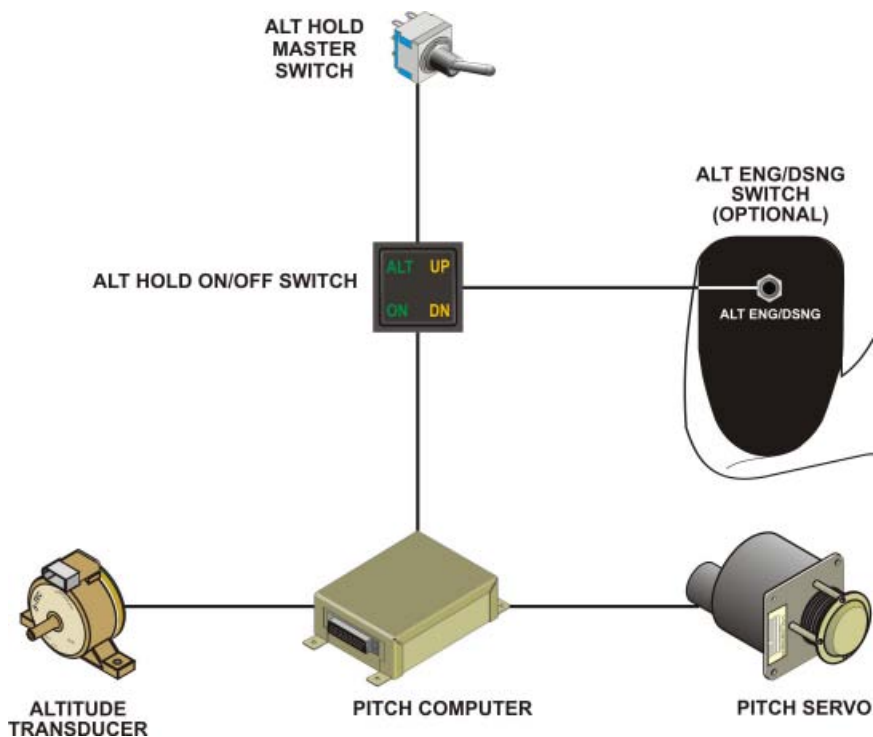 ALT HOLD
MASTER
SWITCH
ALT ENG/DSNG
SWITCH
(OPTIONAL)
ALT HOLD ON/OFF SWITCH
ALT UP
ON DN
ALT ENG/DSNG
ALTITUDE
TRANSDUCER
PITCH COMPUTER
PITCH SERVO